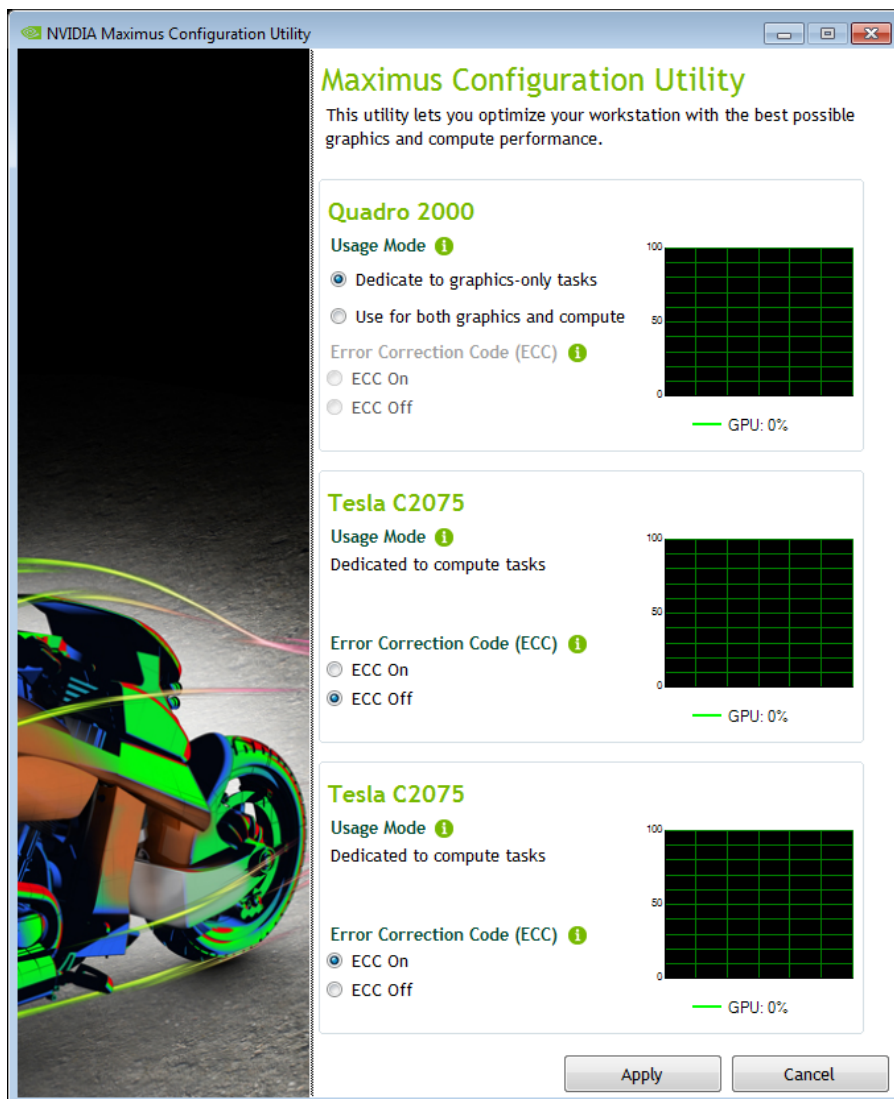 NVIDIA Maximus Configuration Utility
Maximus Configuration Utility
This utility lets you optimize your workstation with the best possible
graphics and compute performance.
Quadro 2000
Usage Mode
Dedicate to graphics-only tasks
Use for both graphics and compute
Error Correction Code (ECC)
ECC On
ECC Off
100
50
0
GPU: 0%
Tesla C2075
Usage Mode
Dedicated to compute tasks
Error Correction Code (ECC)
ECC On
ECC Off
100
50
0
GPU: 0%
Tesla C2075
Usage Mode
Dedicated to compute tasks
Error Correction Code (ECC)
ECC On
ECC Off
100
50
0
GPU: 0%
Apply
Cancel